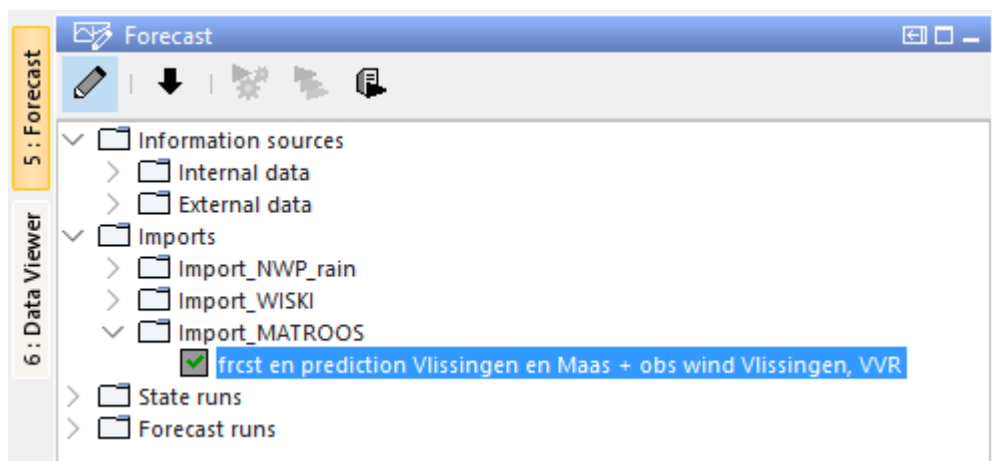 Forecast
5 : Forecast
6 : Data Viewer
Information sources
Internal data
External data
Imports
Import_NWP_rain
Import_WISKI
Import_MATROOS
frcst en prediction Vlissingen en Maas + obs wind Vlissingen, VVR
State runs
Forecast runs